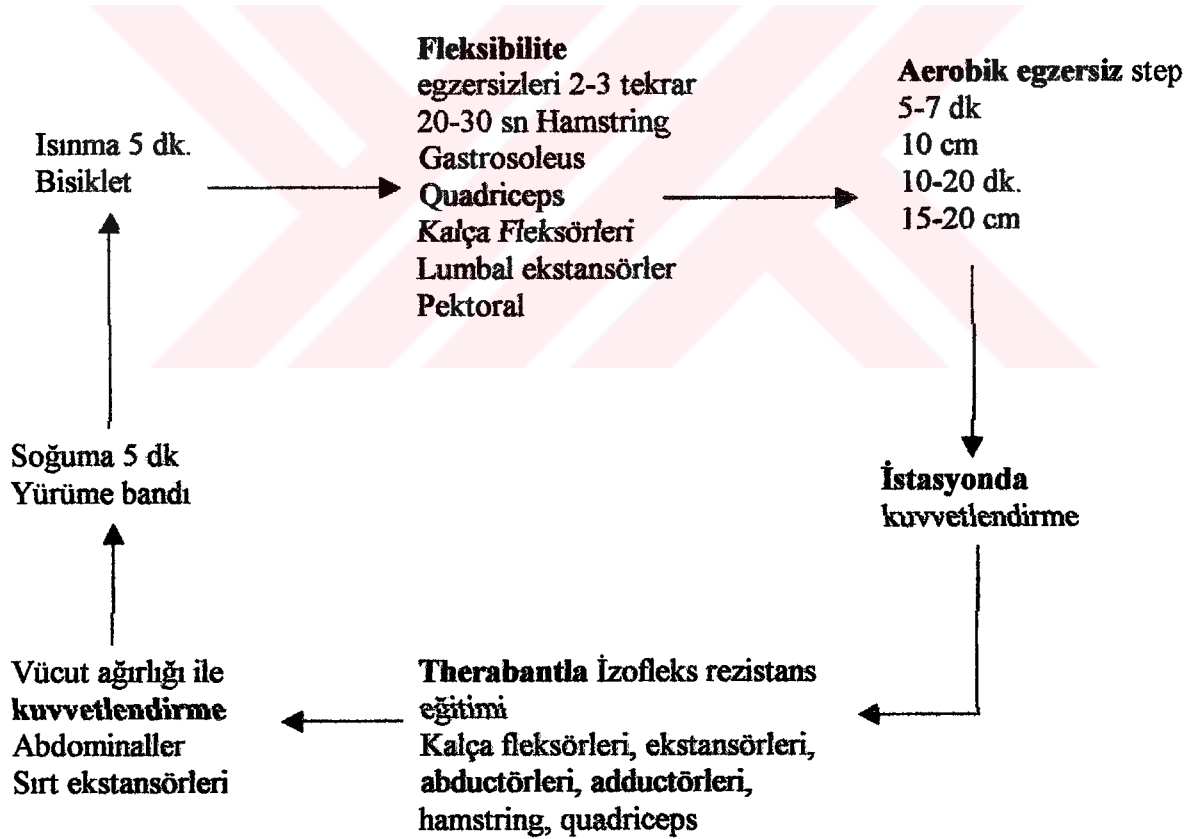 Isınma 5 dk.
Bisiklet
Fleksibilite
egzersizleri 2-3 tekrar
20-30 sn Hamstring
Gastrosoleus
Quadriceps
Kalça Fleksörleri
Lumbal ekstansörler
Pektoral
Aerobik egzersiz step
5-7 dk
10 cm
10-20 dk.
15-20 cm
İstasyonda
kuvvetlendirme
Therabantla İzofleks rezistans
eğitimi
Kalça fleksörleri, ekstansörleri,
abductörleri, adductörleri,
hamstring, quadriceps
Vücut ağırlığı ile
kuvvetlendirme
Abdominaller
Sırt ekstansörleri
Soğuma 5 dk
Yürüme bandı